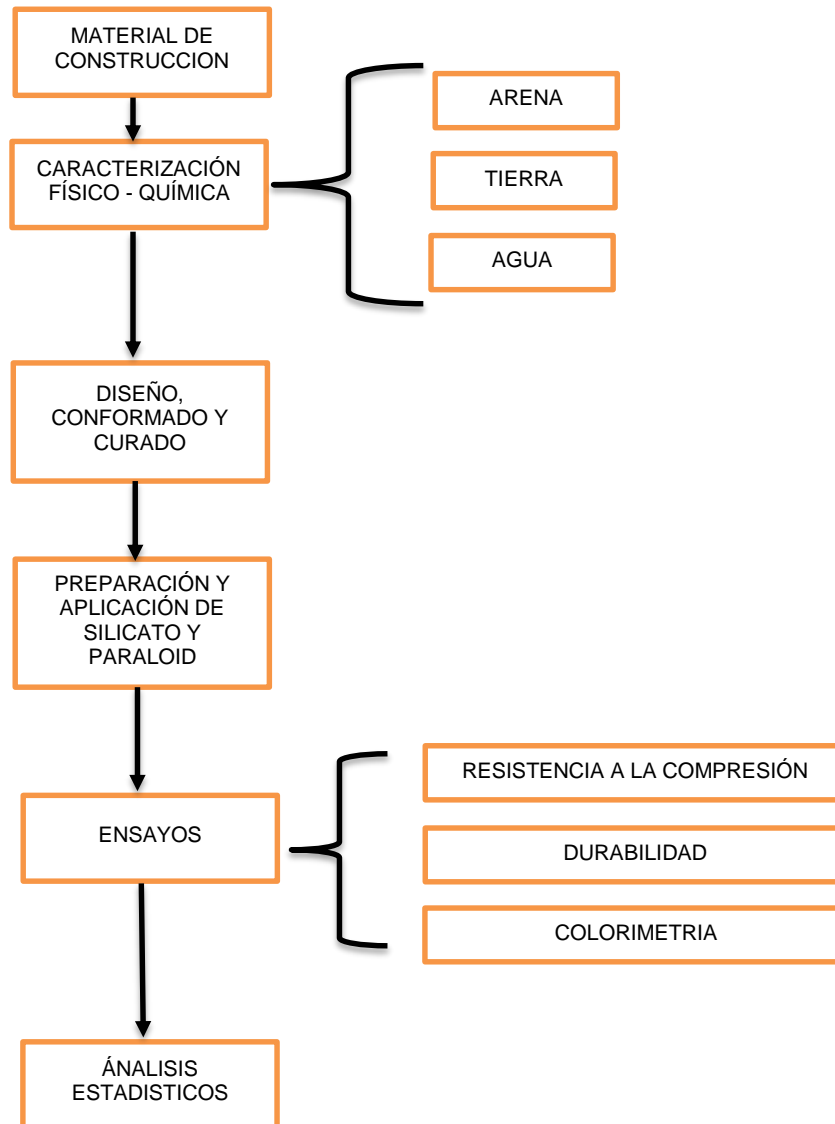 MATERIAL DE
CONSTRUCCION
CARACTERIZACIÓN
FÍSICO - QUÍMICA
ARENA
TIERRA
AGUA
DISEÑO,
CONFORMADO Y
CURADO
PREPARACIÓN Y
APLICACIÓN DE
SILICATO Y
PARALOID
ENSAYOS
RESISTENCIA A LA COMPRESIÓN
DURABILIDAD
COLORIMETRIA
ÁNALISIS
ESTADISTICOS